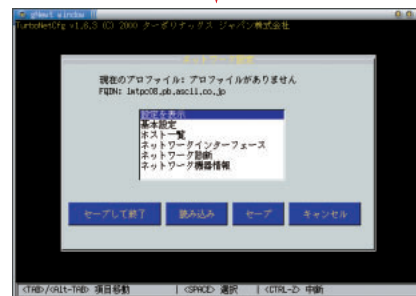 gNewt window
TurboNetCfg v1.8.3 (C) 2000 ターボリナックス ジャパン株式会社
現在のプロファイル: プロファイルがありません
FQDN: lmtpc08.pb.ascii.co.jp
設定を表示
基本設定
ホスト一覧
ネットワークインターフェース
ネットワーク診断
ネットワーク機器情報
セーブして終了
読み込み
セーブ
キャンセル
<TAB>/<Alt-TAB> 項目移動 | <SPACE> 選択 | <CTRL-Z> 中断